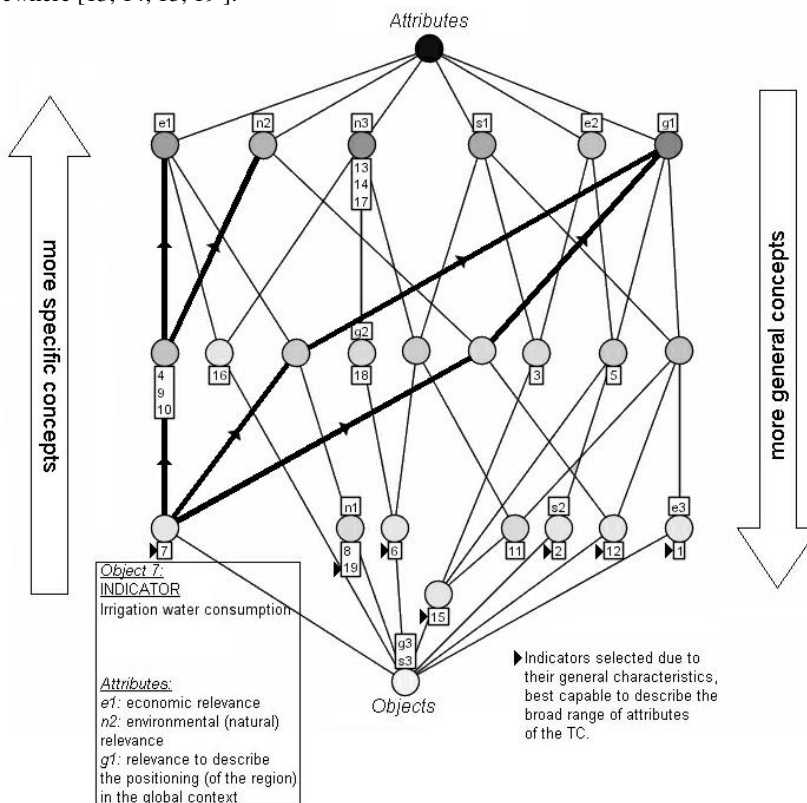 [13, 14, 15, 19 ].
Attributes
e1
n2
n3
s1
e2
g1
13
14
17
more specific concepts
more general concepts
g2
4
9
10
16
18
3
5
n1
s2
e3
7
8
19
6
11
2
12
1
15
g3
s3
Objects
Object 7:
INDICATOR
Irrigation water consumption
Attributes:
e1: economic relevance
n2: environmental (natural)
relevance
g1: relevance to describe
the positioning (of the region)
in the global context
Indicators selected due to
their general characteristics,
best capable to describe the
broad range of attributes
of the TC.